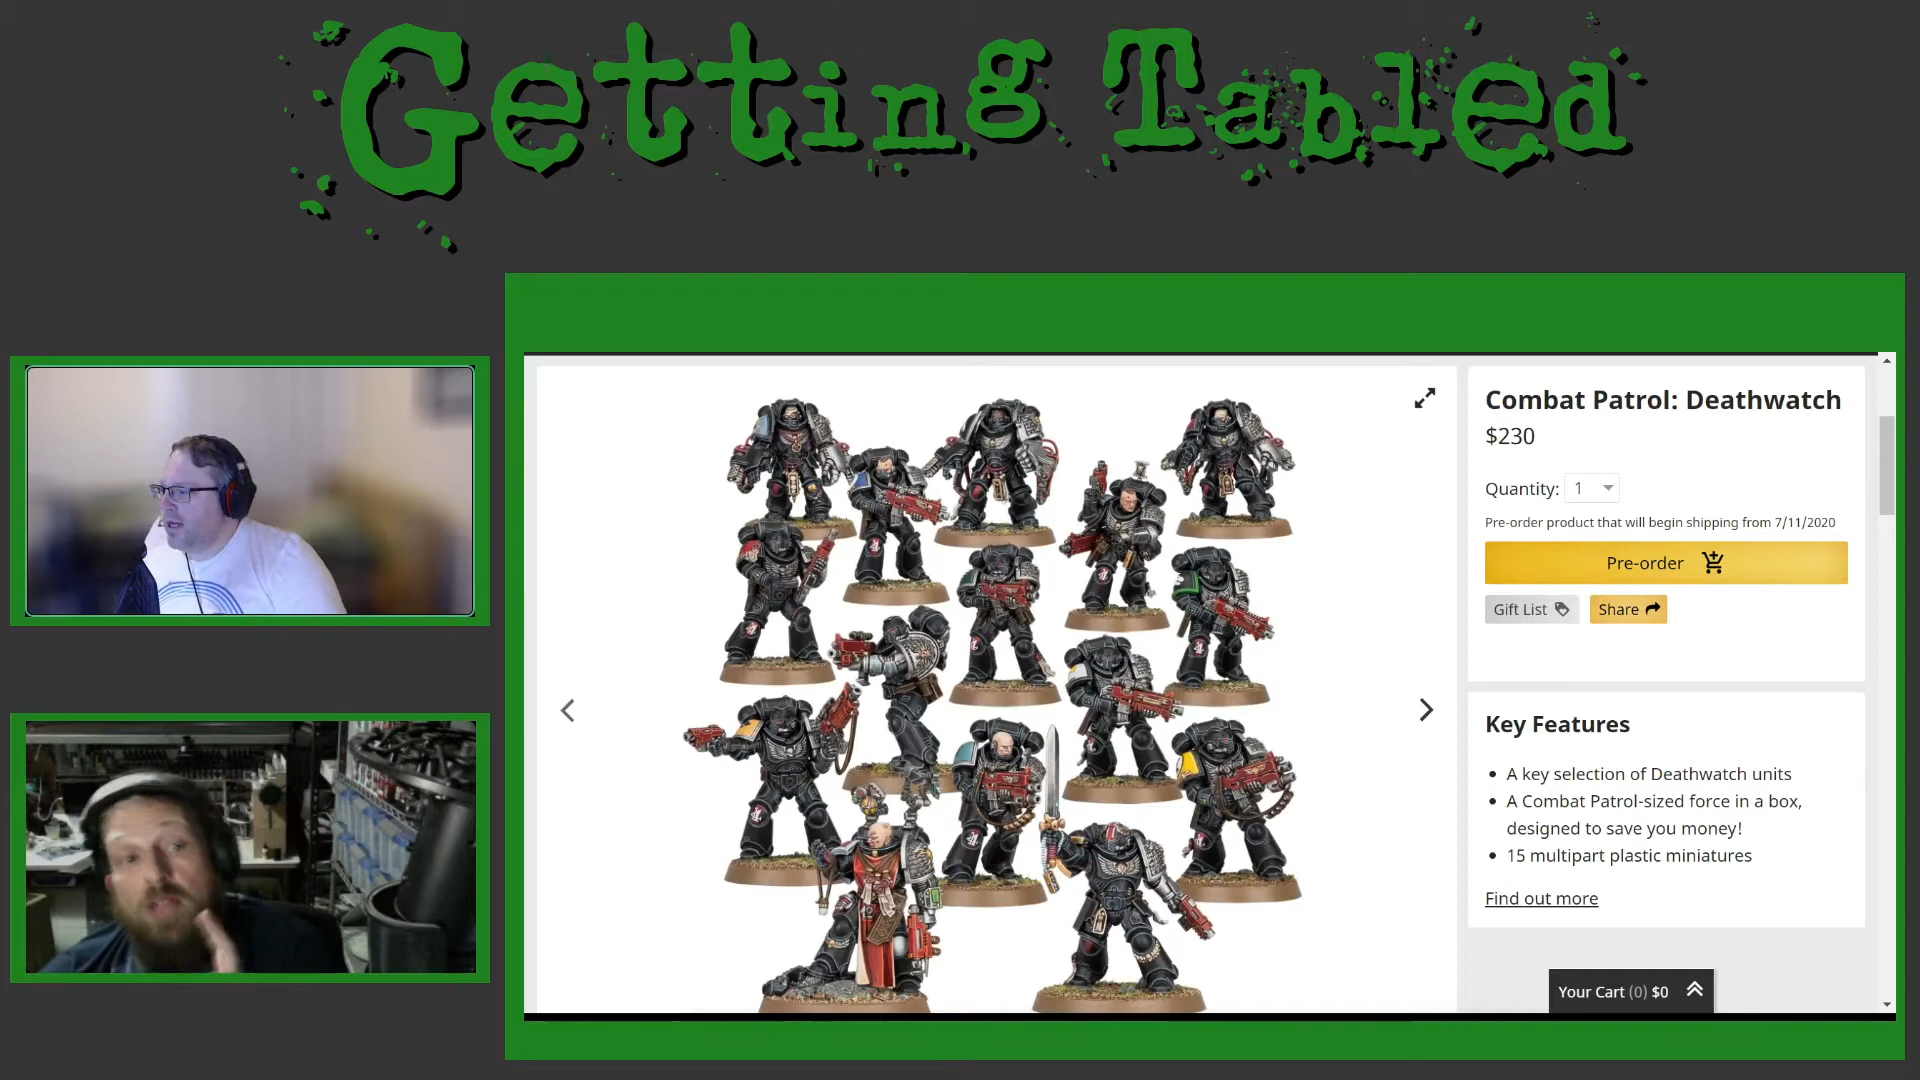 Getting Tabled
Combat Patrol: Deathwatch
$230
Quantity: 1
Pre-order product that will begin shipping from 7/11/2020
Pre-order
Gift List
Share
Key Features
A key selection of Deathwatch units
A Combat Patrol-sized force in a box,
designed to save you money!
15 multipart plastic miniatures
Find out more
Your Cart (0) $0